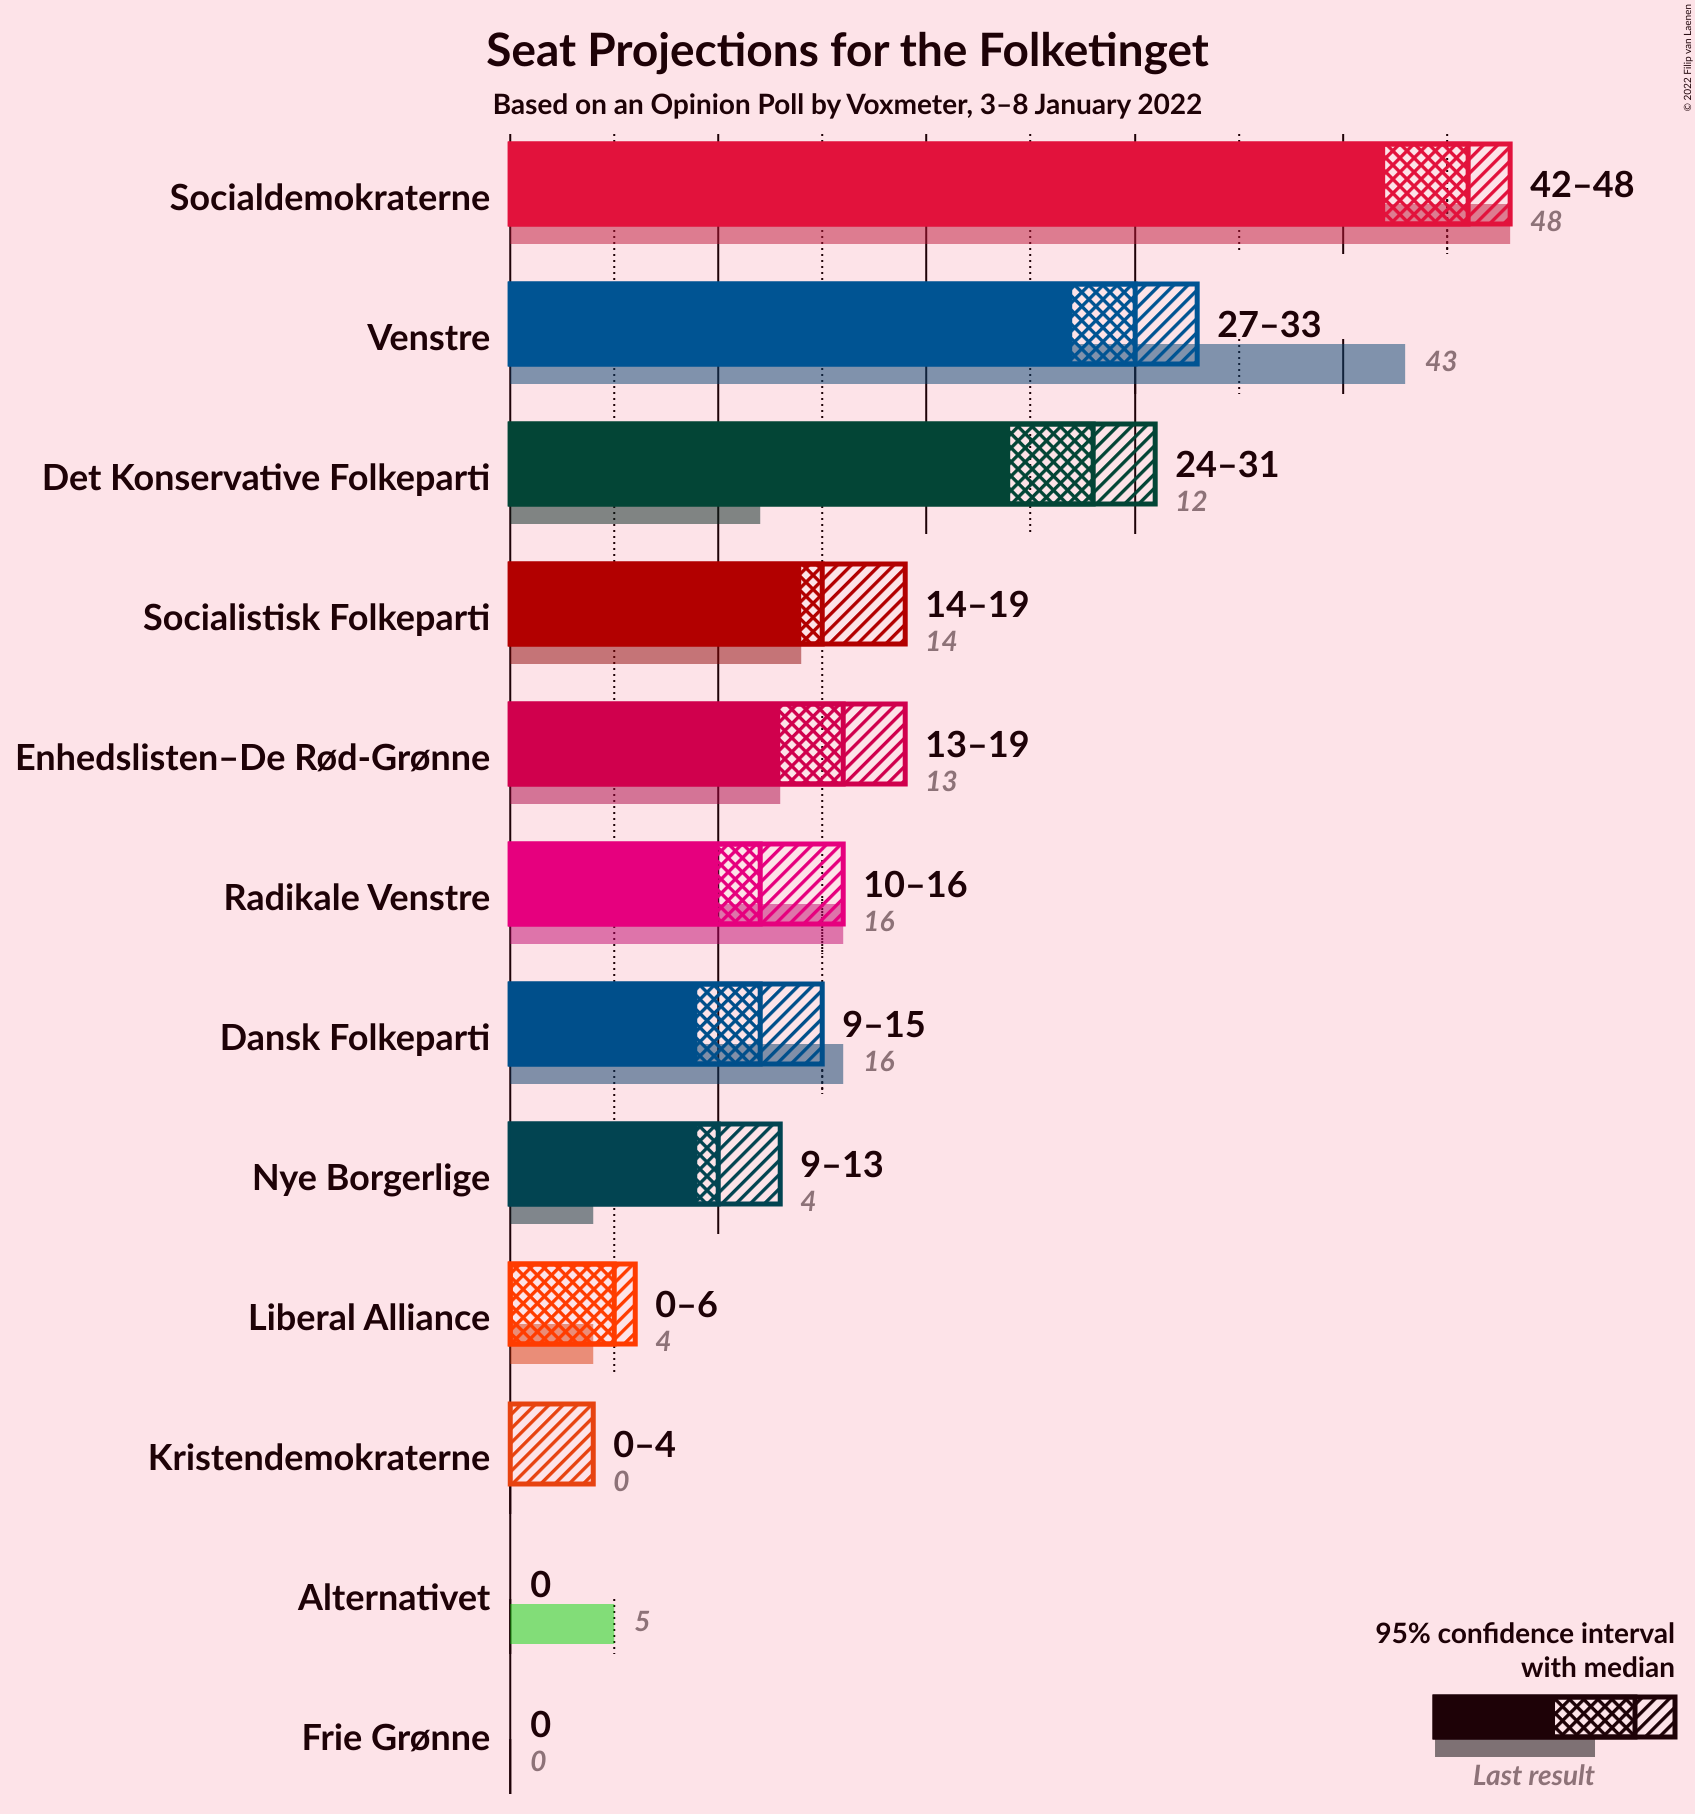 Seat Projections for the Folketinget
Based on an Opinion Poll by Voxmeter, 3–8 January 2022
© 2022 Filip van Laenen
Socialdemokraterne
42–48
48
Venstre
27–33
43
Det Konservative Folkeparti
24–31
12
Socialistisk Folkeparti
14–19
14
Enhedslisten–De Rød-Grønne
13–19
13
Radikale Venstre
10–16
16
Dansk Folkeparti
9–15
16
Nye Borgerlige
9–13
4
Liberal Alliance
0–6
4
Kristendemokraterne
0–4
0
Alternativet
0
5
Frie Grønne
0
0
95% confidence interval
with median
Last result